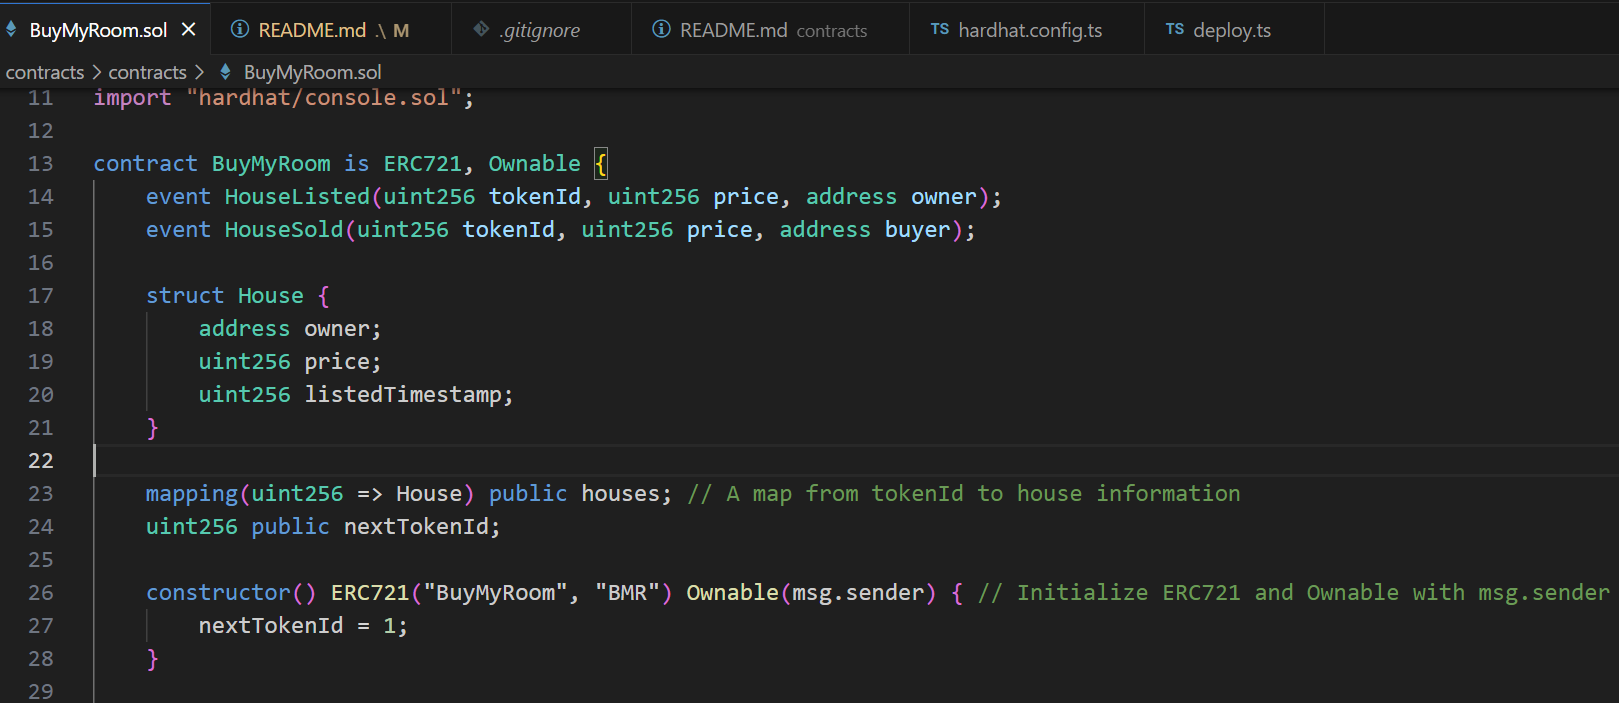 BuyMyRoom.sol README.md .\ M .gitignore README.md contracts TS hardhat.config.ts TS deploy.ts
contracts > contracts > BuyMyRoom.sol
11 import "hardhat/console.sol";
12
13 contract BuyMyRoom is ERC721, Ownable {
14 event HouseListed(uint256 tokenId, uint256 price, address owner);
15 event HouseSold(uint256 tokenId, uint256 price, address buyer);
16
17 struct House {
18 address owner;
19 uint256 price;
20 uint256 listedTimestamp;
21 }
22
23 mapping(uint256 => House) public houses; // A map from tokenId to house information
24 uint256 public nextTokenId;
25
26 constructor() ERC721("BuyMyRoom", "BMR") Ownable(msg.sender) { // Initialize ERC721 and Ownable with msg.sender
27 nextTokenId = 1;
28 }
29